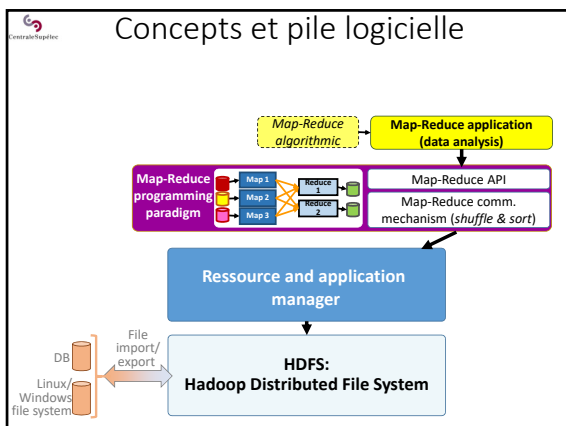 CentraleSupélec
Concepts et pile logicielle
Map-Reduce
algorithmic
Map-Reduce application
(data analysis)
Map-Reduce
programming
paradigm
Map 1
Map 2
Map 3
Reduce
1
Reduce
2
Map-Reduce API
Map-Reduce comm.
mechanism (shuffle & sort)
Ressource and application
manager
File
import/
export
DB
Linux/
Windows
file system
HDFS:
Hadoop Distributed File System